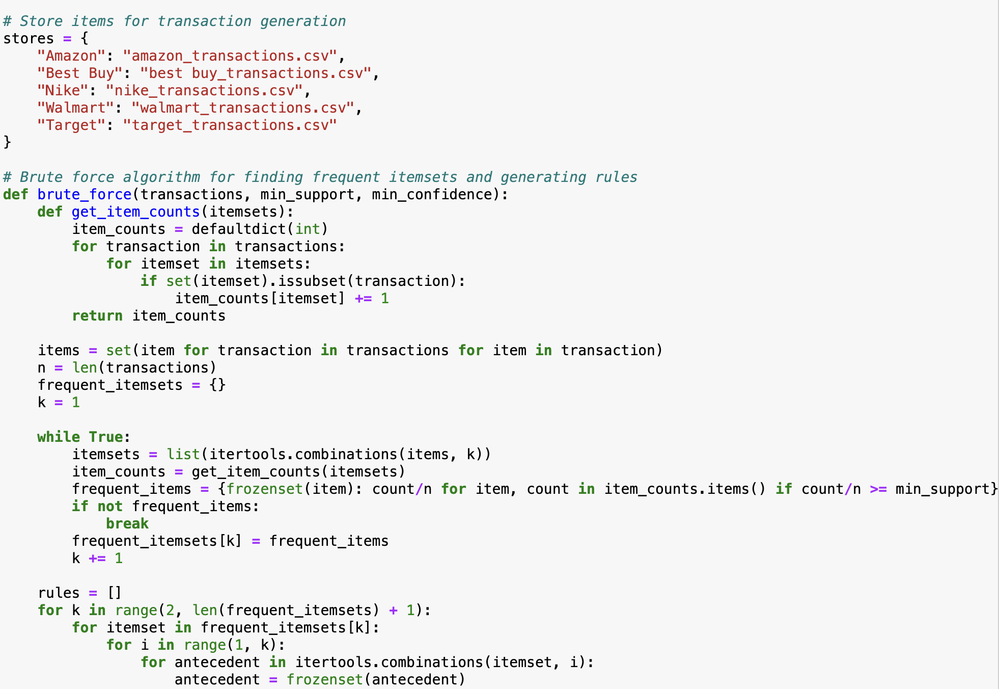 # Store items for transaction generation
stores = {
    "Amazon": "amazon_transactions.csv",
    "Best Buy": "best buy_transactions.csv",
    "Nike": "nike_transactions.csv",
    "Walmart": "walmart_transactions.csv",
    "Target": "target_transactions.csv"
}

# Brute force algorithm for finding frequent itemsets and generating rules
def brute_force(transactions, min_support, min_confidence):
    def get_item_counts(itemsets):
        item_counts = defaultdict(int)
        for transaction in transactions:
            for itemset in itemsets:
                if set(itemset).issubset(transaction):
                    item_counts[itemset] += 1
        return item_counts

    items = set(item for transaction in transactions for item in transaction)
    n = len(transactions)
    frequent_itemsets = {}
    k = 1

    while True:
        itemsets = list(itertools.combinations(items, k))
        item_counts = get_item_counts(itemsets)
        frequent_items = {frozenset(item): count/n for item, count in item_counts.items() if count/n >= min_support}
        if not frequent_items:
            break
        frequent_itemsets[k] = frequent_items
        k += 1

    rules = []
    for k in range(2, len(frequent_itemsets) + 1):
        for itemset in frequent_itemsets[k]:
            for i in range(1, k):
                for antecedent in itertools.combinations(itemset, i):
                    antecedent = frozenset(antecedent)